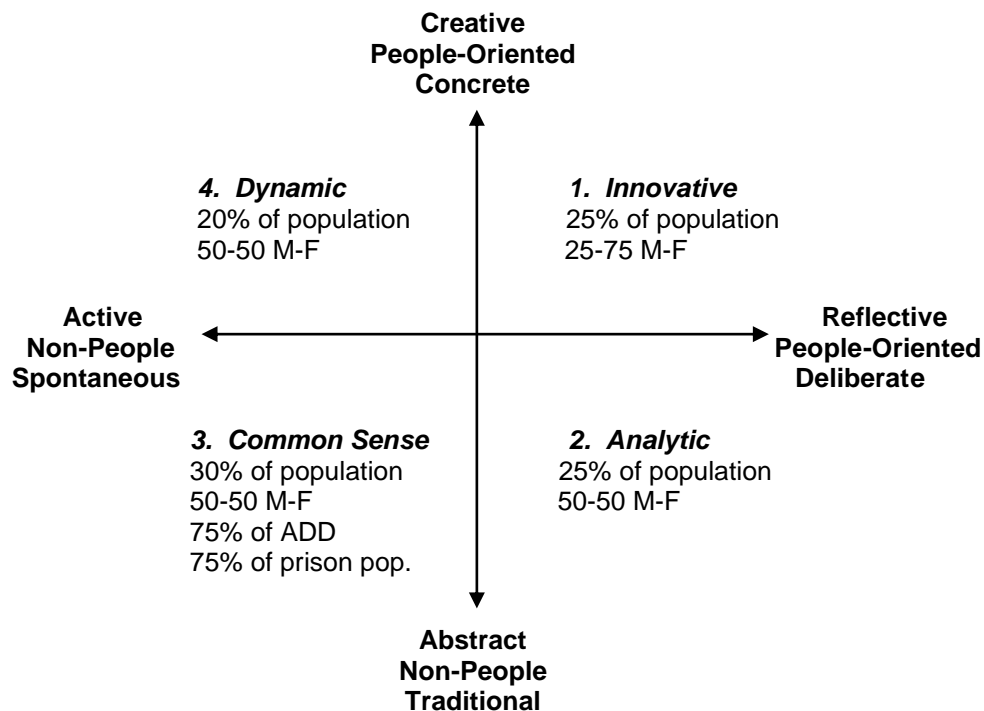 Creative
People-Oriented
Concrete
4. Dynamic
20% of population
50-50 M-F
1. Innovative
25% of population
25-75 M-F
Active
Non-People
Spontaneous
Reflective
People-Oriented
Deliberate
3. Common Sense
30% of population
50-50 M-F
75% of ADD
75% of prison pop.
2. Analytic
25% of population
50-50 M-F
Abstract
Non-People
Traditional